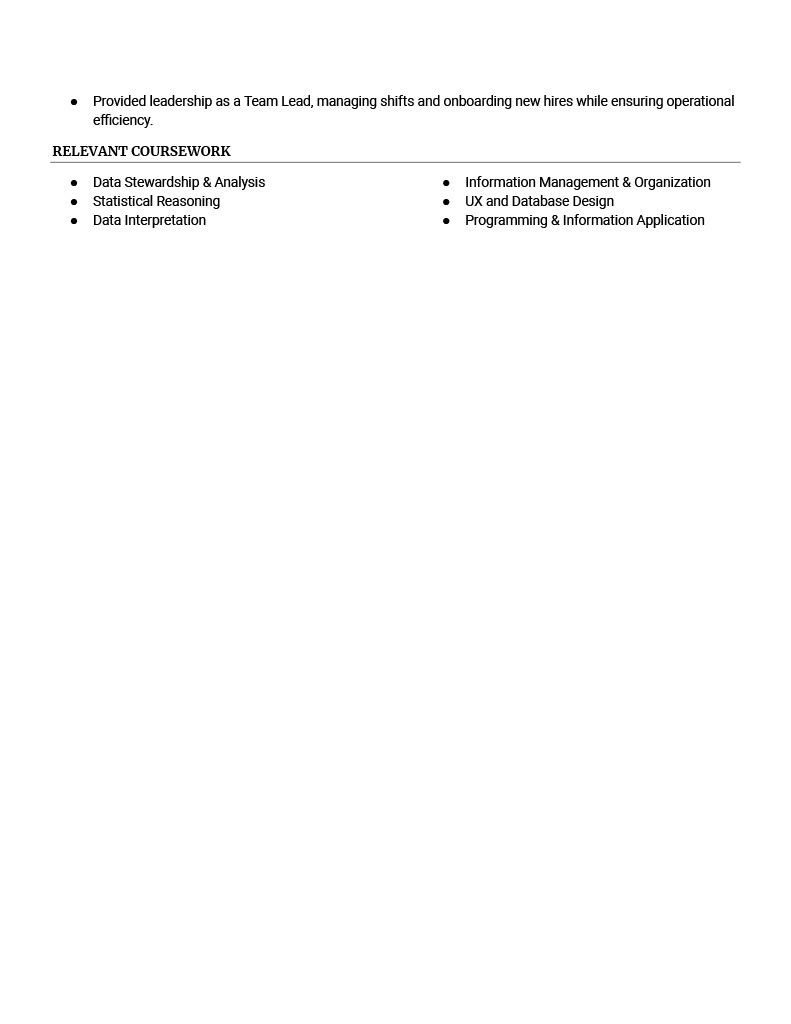 ● Provided leadership as a Team Lead, managing shifts and onboarding new hires while ensuring operational
efficiency.
RELEVANT COURSEWORK
● Data Stewardship & Analysis
● Statistical Reasoning
● Data Interpretation
● Information Management & Organization
● UX and Database Design
● Programming & Information Application